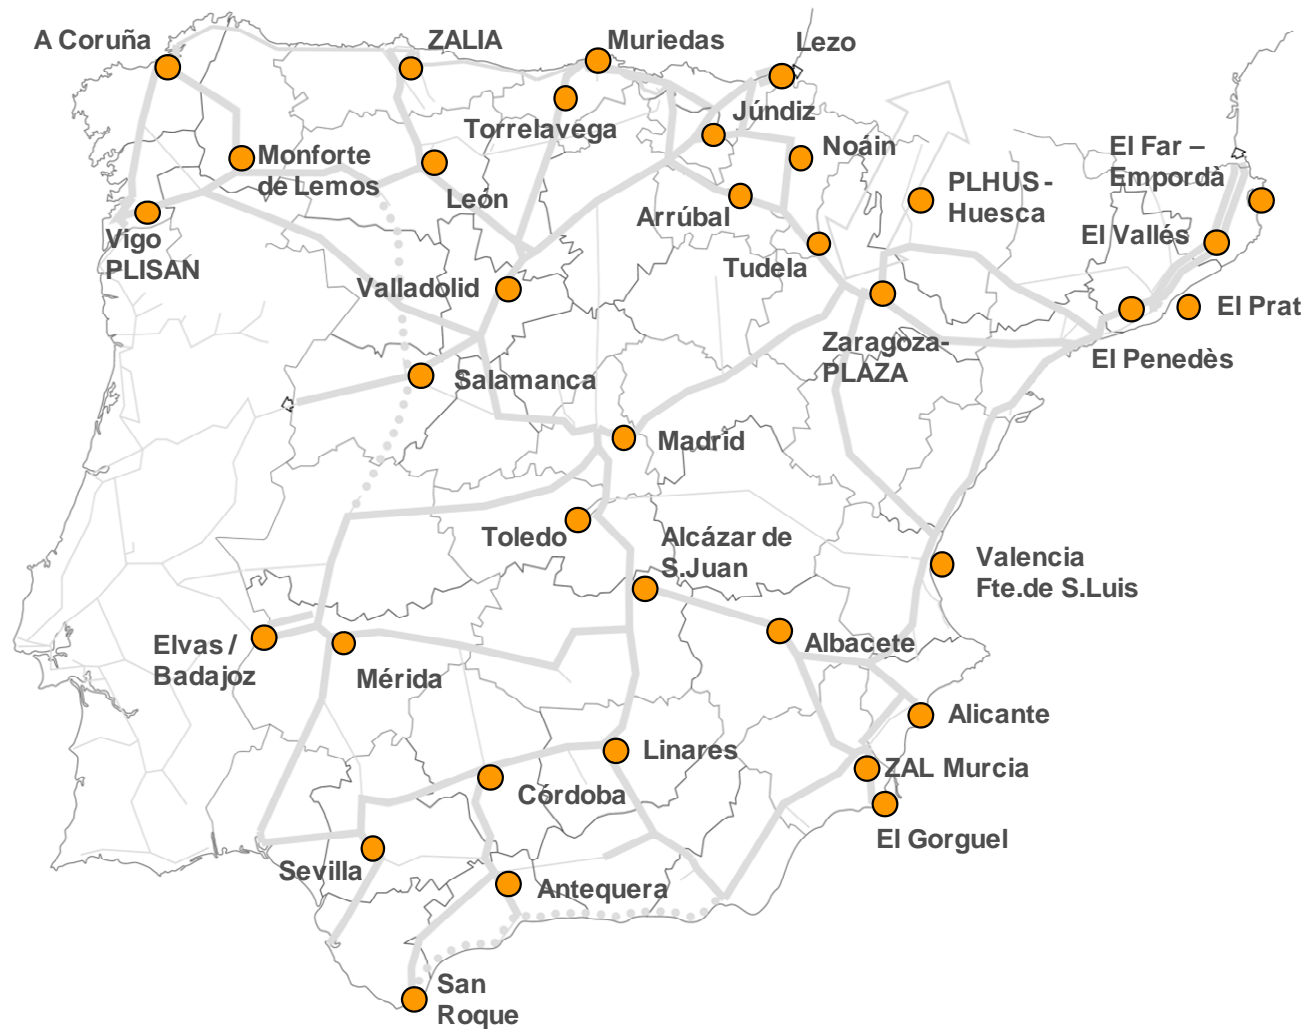 A Coruña
ZALIA
Muriedas
Lezo
Júndiz
Torrelavega
Noáin
El Far –
Empordà
Monforte
de Lemos
León
PLHUS -
Huesca
Arrúbal
Vigo
PLISAN
El Vallés
Tudela
Valladolid
El Prat
Zaragoza-
PLAZA
El Penedès
Salamanca
Madrid
Toledo
Alcázar de
S.Juan
Valencia
Fte.de S.Luis
Elvas /
Badajoz
Albacete
Mérida
Alicante
Linares
ZAL Murcia
Córdoba
El Gorguel
Sevilla
Antequera
San
Roque